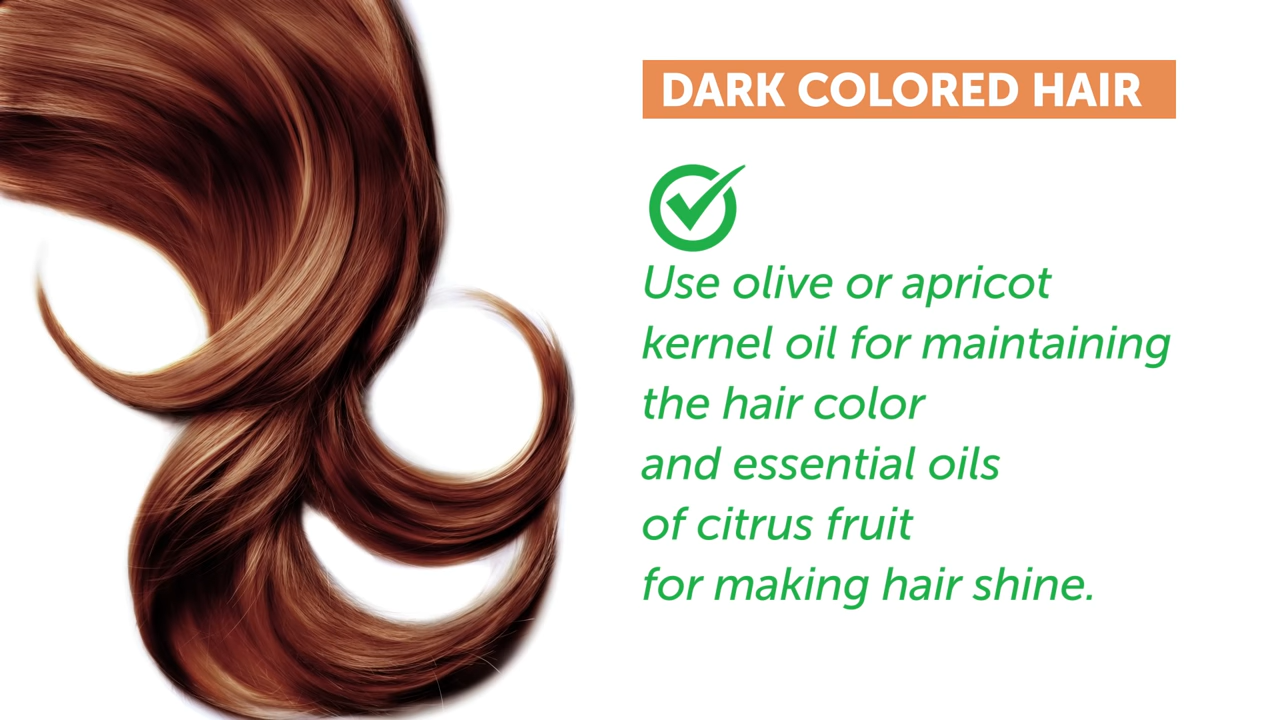 DARK COLORED HAIR
Use olive or apricot
kernel oil for maintaining
the hair color
and essential oils
of citrus fruit
for making hair shine.